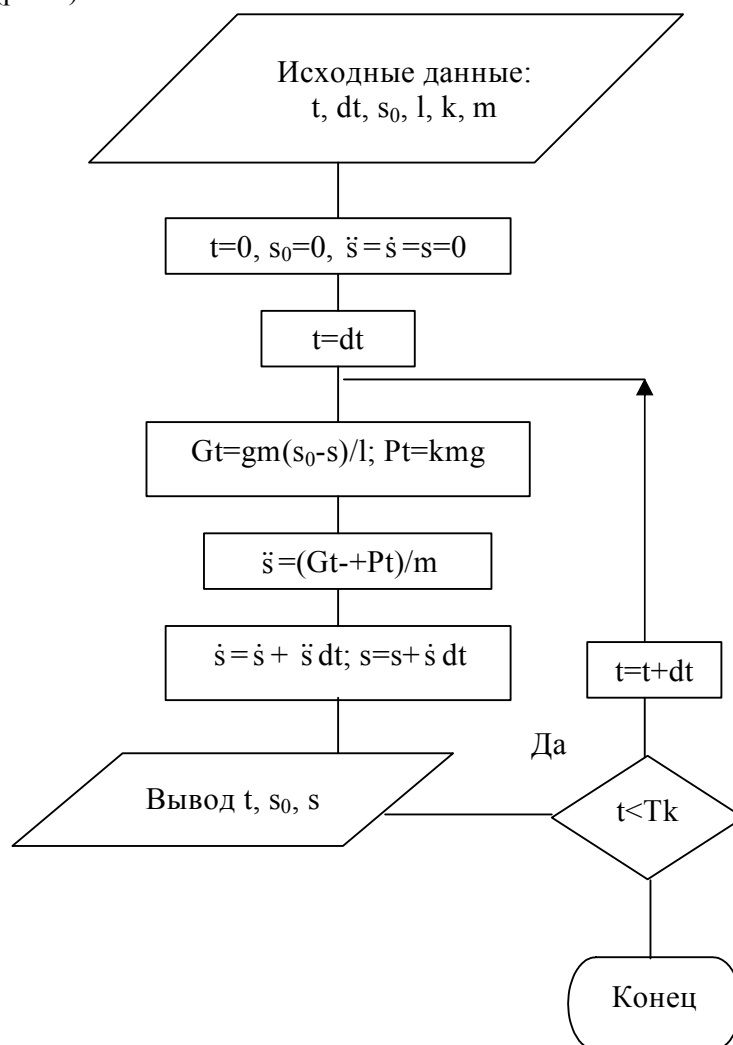 Исходные данные:
t, dt, s₀, l, k, m
t=0, s₀=0, s̈=ṡ=s=0
t=dt
Gt=gm(s₀-s)/l; Pt=kmg
s̈=(Gt-+Pt)/m
ṡ=ṡ+ s̈ dt; s=s+ṡ dt
t=t+dt
Да
Вывод t, s₀, s
t<Tk
Конец